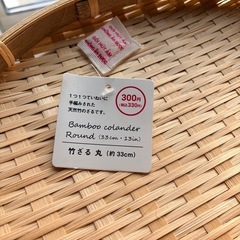 1つ1つていねいに
手編みされた
天然竹のざるです。
300円
(税込330円)
Bamboo colander
Round (33cm・13in)
竹ざる 丸 (約33cm)